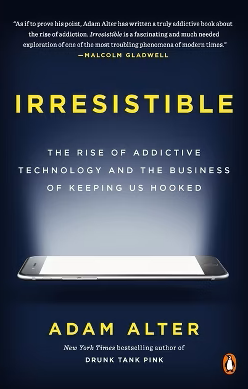 "As if to prove his point, Adam Alter has written a truly addictive book about
the rise of addiction. Irresistible is a fascinating and much needed
exploration of one of the most troubling phenomena of modern times."
—MALCOLM GLADWELL
IRRESISTIBLE
THE RISE OF ADDICTIVE
TECHNOLOGY AND THE BUSINESS
OF KEEPING US HOOKED
ADAM ALTER
New York Times bestselling author of
DRUNK TANK PINK